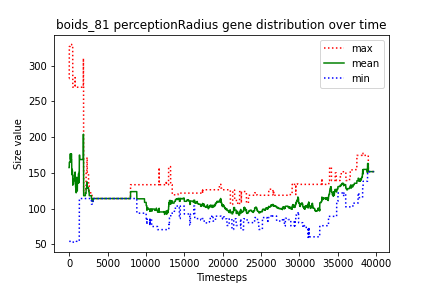 boids_81 perceptionRadius gene distribution over time
max
mean
min
Size value
300
250
200
150
100
50
0 5000 10000 15000 20000 25000 30000 35000 40000
Timesteps